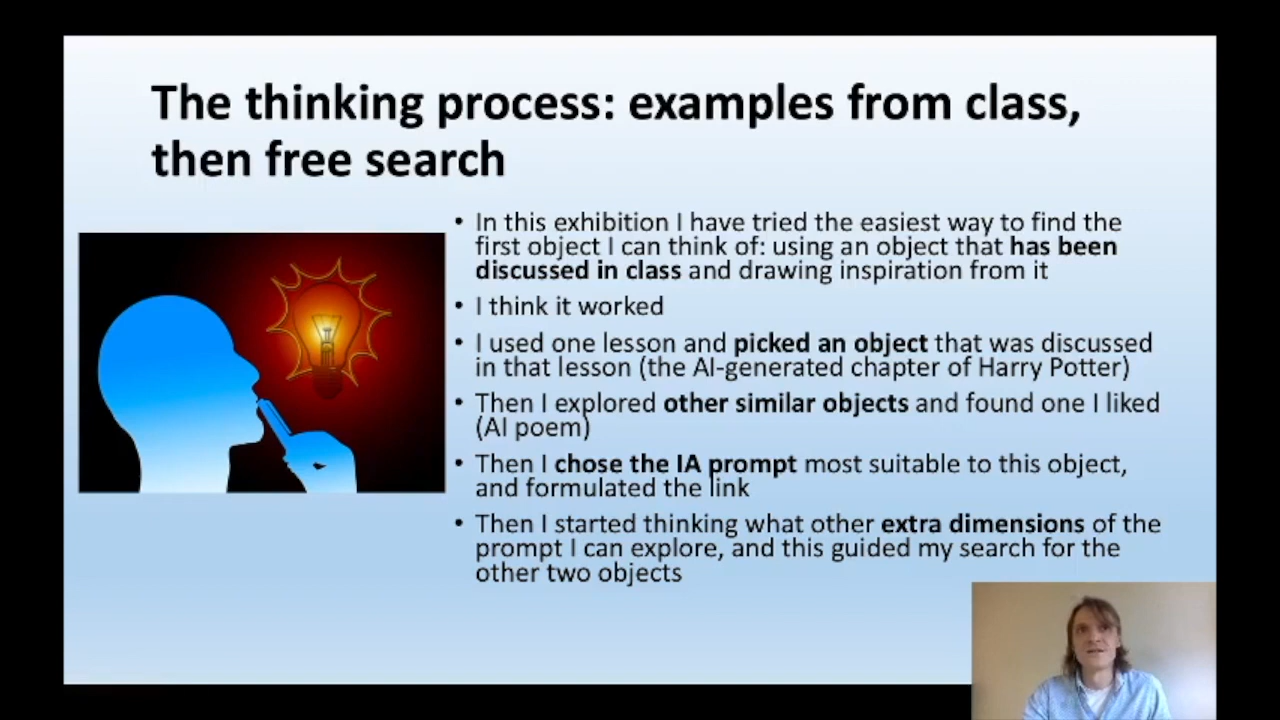 The thinking process: examples from class,
then free search
• In this exhibition I have tried the easiest way to find the
first object I can think of: using an object that has been
discussed in class and drawing inspiration from it
• I think it worked
• I used one lesson and picked an object that was discussed
in that lesson (the AI-generated chapter of Harry Potter)
• Then I explored other similar objects and found one I liked
(AI poem)
• Then I chose the IA prompt most suitable to this object,
and formulated the link
• Then I started thinking what other extra dimensions of the
prompt I can explore, and this guided my search for the
other two objects